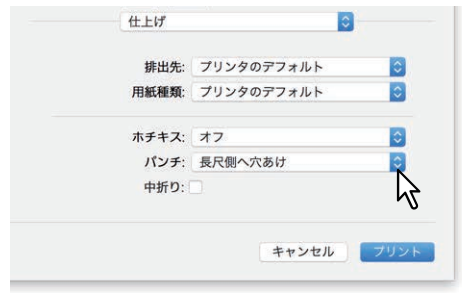 仕上げ
排出先: プリンタのデフォルト
用紙種類: プリンタのデフォルト
ホチキス: オフ
パンチ: 長尺側へ穴あけ
中折り:
キャンセル プリント